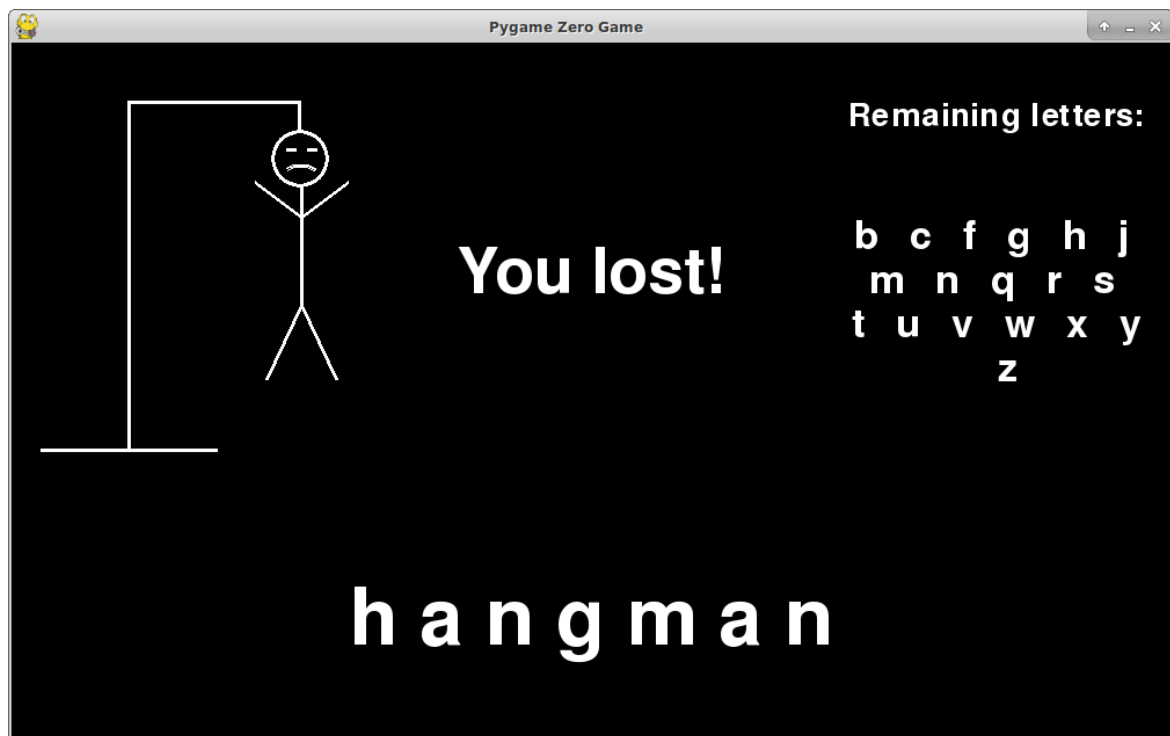 Pygame Zero Game
Remaining letters:
b c f g h j
m n q r s
t u v w x y
z
You lost!
h a n g m a n